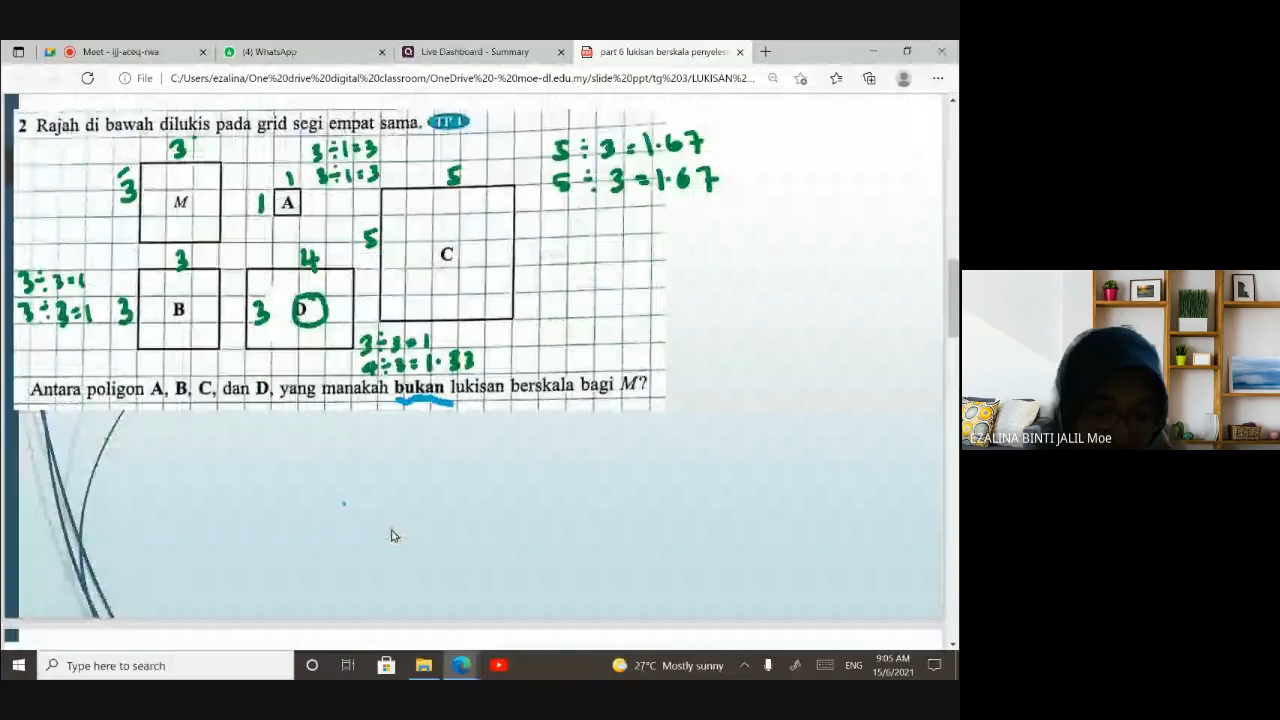 Meet - ijj-aceq-rwa
(4) WhatsApp
Live Dashboard - Summary
part 6 lukisan berskala penyeles
File
C:/Users/ezalina/One%20drive%20digital%20classroom/OneDrive%20-%20moe-dl.edu.my/slide%20ppt/tg%203/LUKISAN%2...
2 Rajah di bawah dilukis pada grid segi empat sama. TP 1
3
3
M
3÷1=3
3÷1=3
1
1
A
5
5
C
5 ÷ 3 = 1.67
5 ÷ 3 = 1.67
3÷3=1
3÷3=1
3
3
B
4
3
D
3÷3=1
4÷3=1.33
Antara poligon A, B, C, dan D, yang manakah bukan lukisan berskala bagi M?
EZALINA BINTI JALIL Moe
Type here to search
27°C Mostly sunny
ENG
9:05 AM
15/6/2021